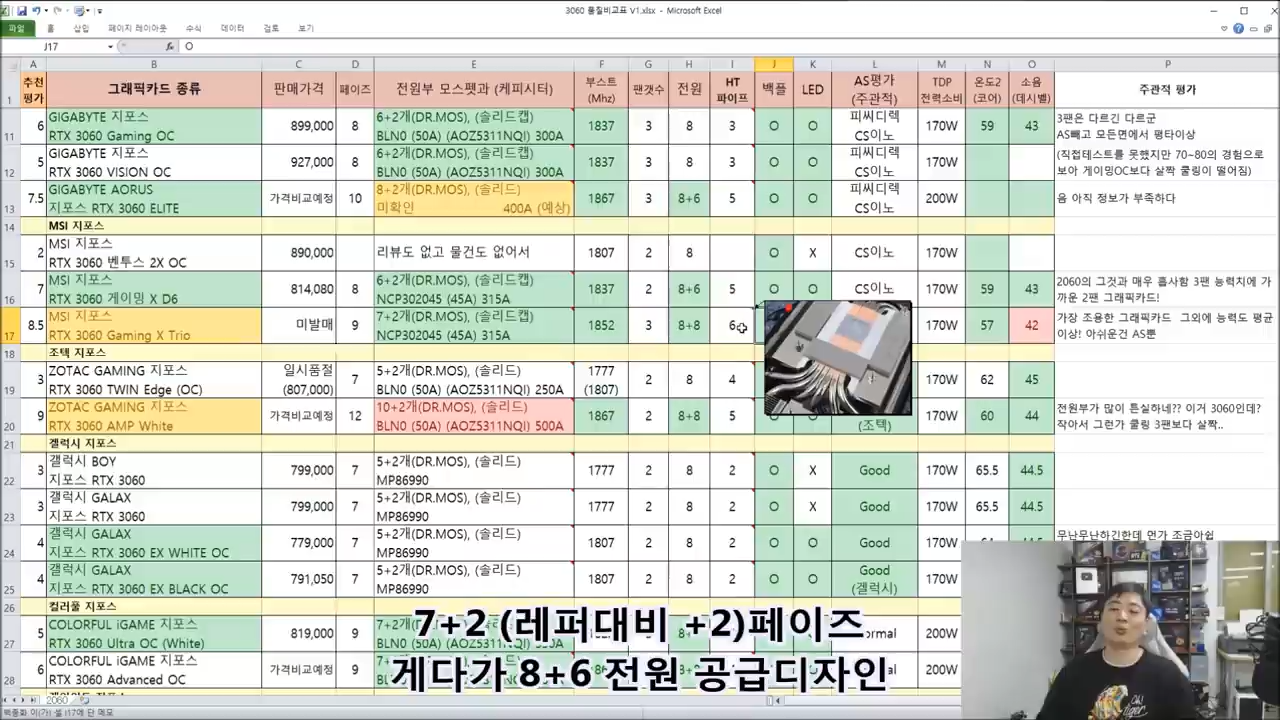 3060 품질비교표 V1.xlsx - Microsoft Excel
파일 홈 삽입 페이지 레이아웃 수식 데이터 검토 보기
J17 fx O
A B C D E F G H I J K L M N O P
1 추천 평가 그래픽카드 종류 판매가격 페이즈 전원부 모스펫과 (케피시터) 부스트 (Mhz) 팬갯수 전원 HT 파이프 백플 LED AS평가 (주관적) TDP 전력소비 온도2 (코어) 소음 (데시벨) 주관적 평가
11 6 GIGABYTE 지포스 RTX 3060 Gaming OC 899,000 8 6+2개(DR.MOS), (솔리드캡) BLN0 (50A) (AOZ5311NQI) 300A 1837 3 8 3 O O 피씨디렉 CS이노 170W 59 43 3팬은 다르긴 다르군 AS빼고 모든면에서 평타이상
12 5 GIGABYTE 지포스 RTX 3060 VISION OC 927,000 8 6+2개(DR.MOS), (솔리드캡) BLN0 (50A) (AOZ5311NQI) 300A 1837 3 8 3 O O 피씨디렉 CS이노 170W (직접테스트를 못했지만 70~80의 경험으로 보아 게이밍OC보다 살짝 쿨링이 떨어짐)
13 7.5 GIGABYTE AORUS 지포스 RTX 3060 ELITE 가격비교예정 10 8+2개(DR.MOS), (솔리드) 미확인 400A (예상) 1867 3 8+6 5 O O 피씨디렉 CS이노 200W 음 아직 정보가 부족하다
14 MSI 지포스
15 2 MSI 지포스 RTX 3060 벤투스 2X OC 890,000 리뷰도 없고 물건도 없어서 1807 2 8 O X CS이노 170W
16 7 MSI 지포스 RTX 3060 게이밍 X D6 814,080 8 6+2개(DR.MOS), (솔리드캡) NCP302045 (45A) 315A 1837 2 8+6 5 O O CS이노 170W 59 43 2060의 그것과 매우 흡사함 3팬 능력치에 가까운 2팬 그래픽카드!
17 8.5 MSI 지포스 RTX 3060 Gaming X Trio 미발매 9 7+2개(DR.MOS), (솔리드캡) NCP302045 (45A) 315A 1852 3 8+8 6 170W 57 42 가장 조용한 그래픽카드 그외에 능력도 평균이상! 아쉬운건 AS뿐
18 조텍 지포스
19 3 ZOTAC GAMING 지포스 RTX 3060 TWIN Edge (OC) 일시품절 (807,000) 7 5+2개(DR.MOS), (솔리드) BLN0 (50A) (AOZ5311NQI) 250A 1777 (1807) 2 8 4 170W 62 45
20 9 ZOTAC GAMING 지포스 RTX 3060 AMP White 가격비교예정 12 10+2개(DR.MOS), (솔리드) BLN0 (50A) (AOZ5311NQI) 500A 1867 2 8+8 5 (조텍) 170W 60 44 전원부가 많이 튼실하네?? 이거 3060인데? 작아서 그런가 쿨링 3팬보다 살짝..
21 겔럭시 지포스
22 3 갤럭시 BOY 지포스 RTX 3060 799,000 7 5+2개(DR.MOS), (솔리드) MP86990 1777 2 8 2 O X Good 170W 65.5 44.5
23 3 갤럭시 GALAX 지포스 RTX 3060 799,000 7 5+2개(DR.MOS), (솔리드) MP86990 1777 2 8 2 O X Good 170W 65.5 44.5
24 4 갤럭시 GALAX 지포스 RTX 3060 EX WHITE OC 779,000 7 5+2개(DR.MOS), (솔리드) MP86990 1807 2 8 2 O O Good 170W 무난무난하긴한데 먼가 조금아쉽
25 4 갤럭시 GALAX 지포스 RTX 3060 EX BLACK OC 791,050 7 5+2개(DR.MOS), (솔리드) MP86990 1807 2 8 2 O O Good (겔럭시) 170W
26 컬러풀 지포스
27 5 COLORFUL iGAME 지포스 RTX 3060 Ultra OC (White) 819,000 9 200W
28 6 COLORFUL iGAME 지포스 RTX 3060 Advanced OC 가격비교예정 9 200W
7+2 (레퍼대비 +2)페이즈
게다가 8+6 전원 공급디자인
2060